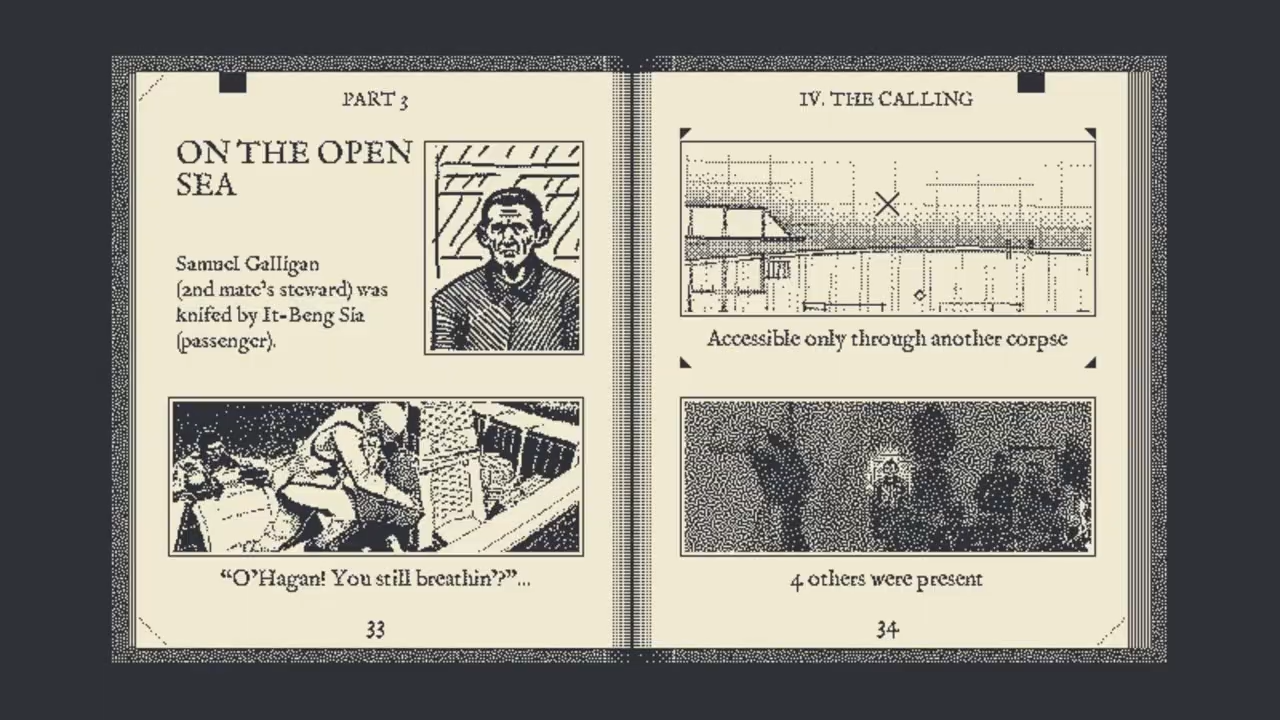 PART 3
ON THE OPEN
SEA
Samuel Galligan
(2nd mate's steward) was
knifed by It-Beng Sia
(passenger).
“O'Hagan! You still breathin'?”...
33
IV. THE CALLING
Accessible only through another corpse
4 others were present
34